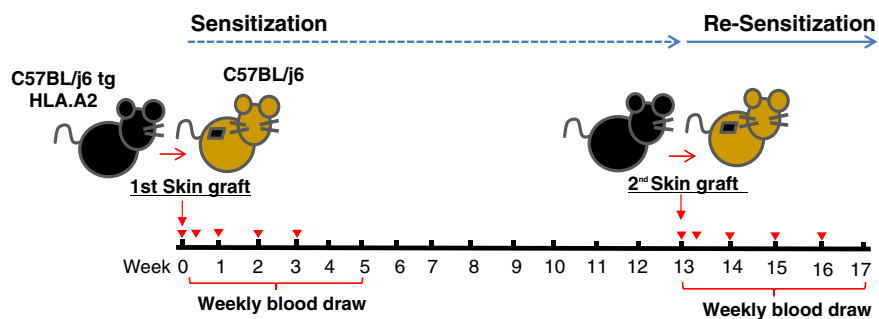 Sensitization
Re-Sensitization
C57BL/j6 tg
HLA.A2
C57BL/j6
1st Skin graft
2nd Skin graft
Week 0 1 2 3 4 5 6 7 8 9 10 11 12 13 14 15 16 17
Weekly blood draw
Weekly blood draw